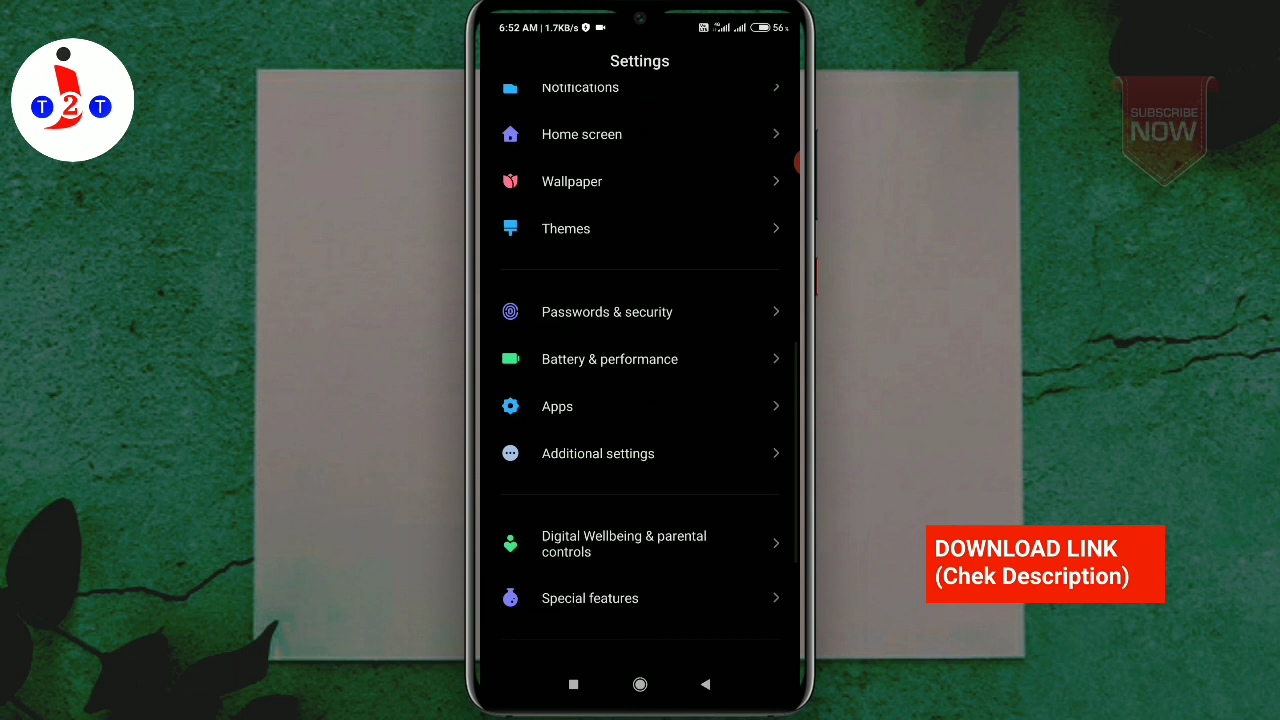 T 2 T
6:52 AM | 1.7KB/s
4G
56%
Settings
Notifications
Home screen
Wallpaper
Themes
Passwords & security
Battery & performance
Apps
Additional settings
Digital Wellbeing & parental
controls
Special features
SUBSCRIBE
NOW
DOWNLOAD LINK
(Chek Description)